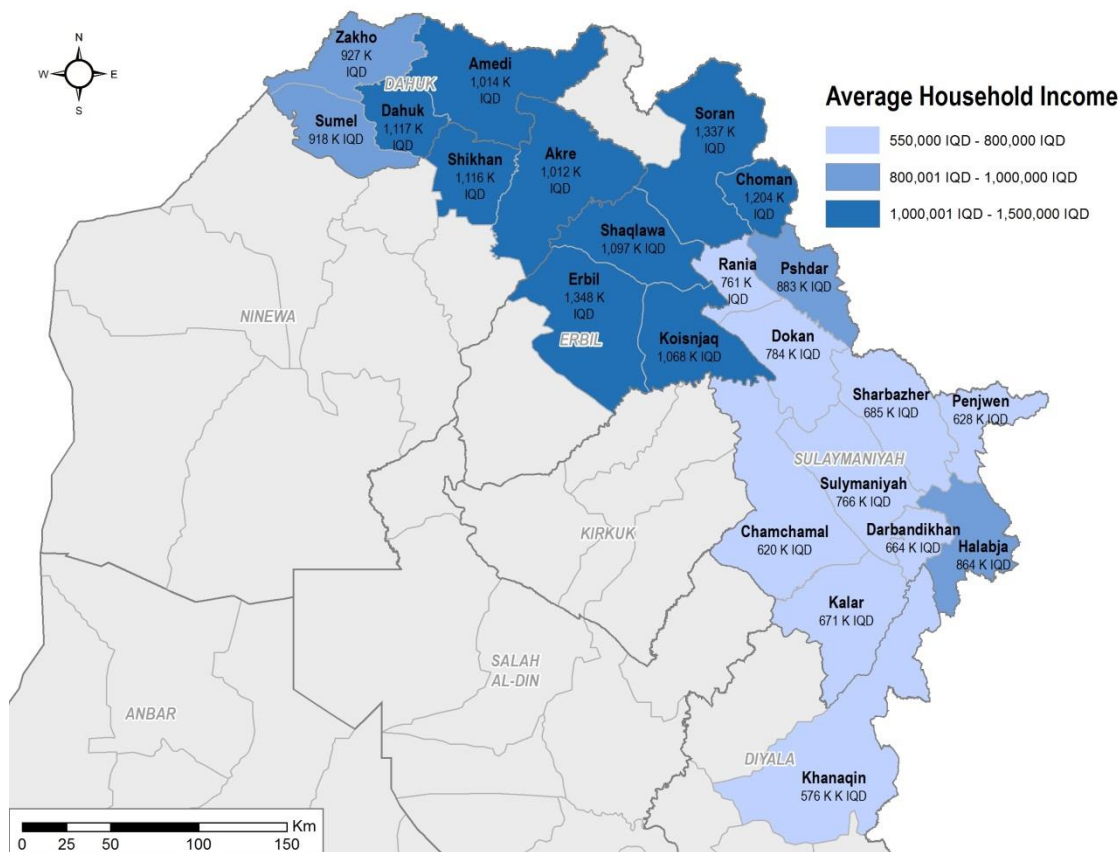 N
W
E
S
Zakho
927 K
IQD
Amedi
1,014 K
IQD
DAHUK
Dahuk
1,117 K
IQD
Sumel
918 K IQD
Shikhan
1,116 K
IQD
Akre
1,012 K
IQD
Soran
1,337 K
IQD
Choman
1,204 K
IQD
Average Household Income
550,000 IQD - 800,000 IQD
800,001 IQD - 1,000,000 IQD
1,000,001 IQD - 1,500,000 IQD
Shaqlawa
1,097 K IQD
Rania
761 K
IQD
Pshdar
883 K IQD
Erbil
1,348 K
IQD
ERBIL
Koisnjaq
1,068 K IQD
Dokan
784 K IQD
NINEWA
Sharbazher
685 K IQD
Penjwen
628 K IQD
SULAYMANIYAH
Sulymaniyah
766 K IQD
KIRKUK
Chamchamal
620 K IQD
Darbandikhan
664 K IQD
Halabja
864 K IQD
Kalar
671 K IQD
SALAH
AL-DIN
ANBAR
DIYALA
Khanaqin
576 K K IQD
Km
0 25 50 100 150